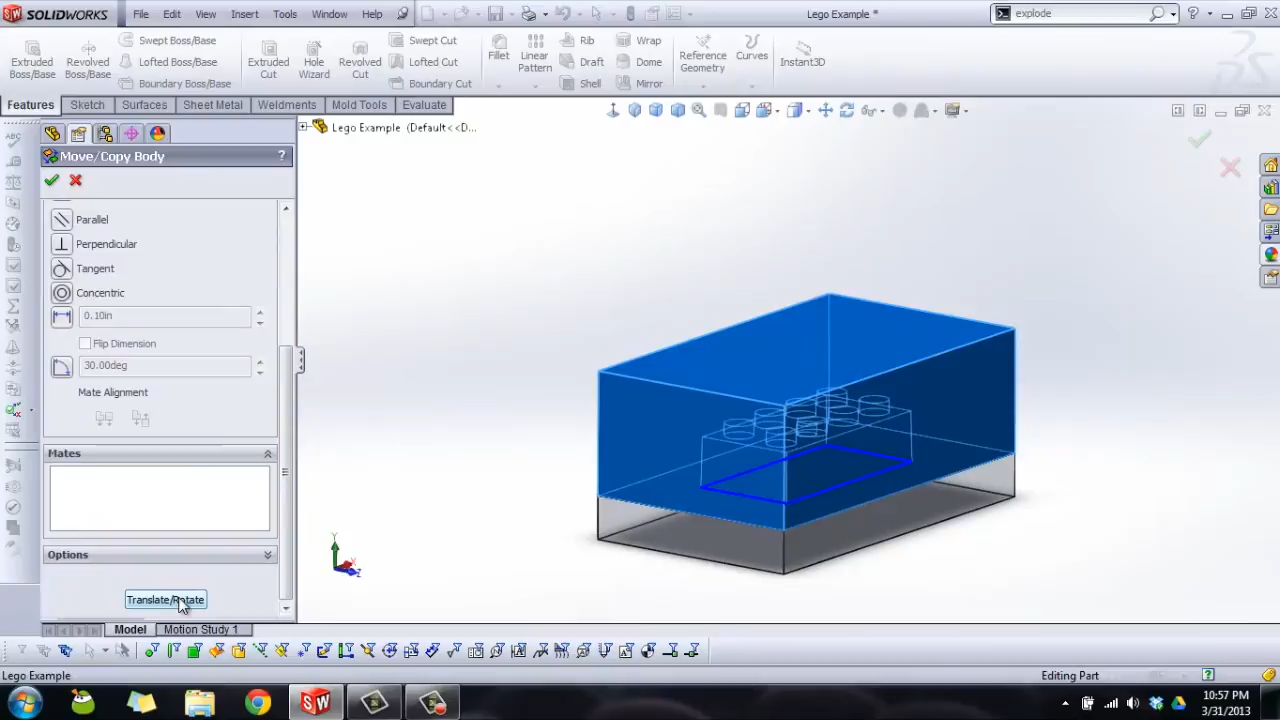 SOLIDWORKS File Edit View Insert Tools Window Help Lego Example * explode
Extruded Boss/Base Revolved Boss/Base Swept Boss/Base Lofted Boss/Base Boundary Boss/Base Extruded Cut Hole Wizard Revolved Cut Swept Cut Lofted Cut Boundary Cut Fillet Linear Pattern Rib Draft Shell Wrap Dome Mirror Reference Geometry Curves Instant3D
Features Sketch Surfaces Sheet Metal Weldments Mold Tools Evaluate
Lego Example (Default<<D...
Move/Copy Body ?
Parallel
Perpendicular
Tangent
Concentric
0.10in
Flip Dimension
30.00deg
Mate Alignment
Mates
Options
Translate/Rotate
Y
X
Z
Model Motion Study 1
Lego Example Editing Part
10:57 PM
3/31/2013